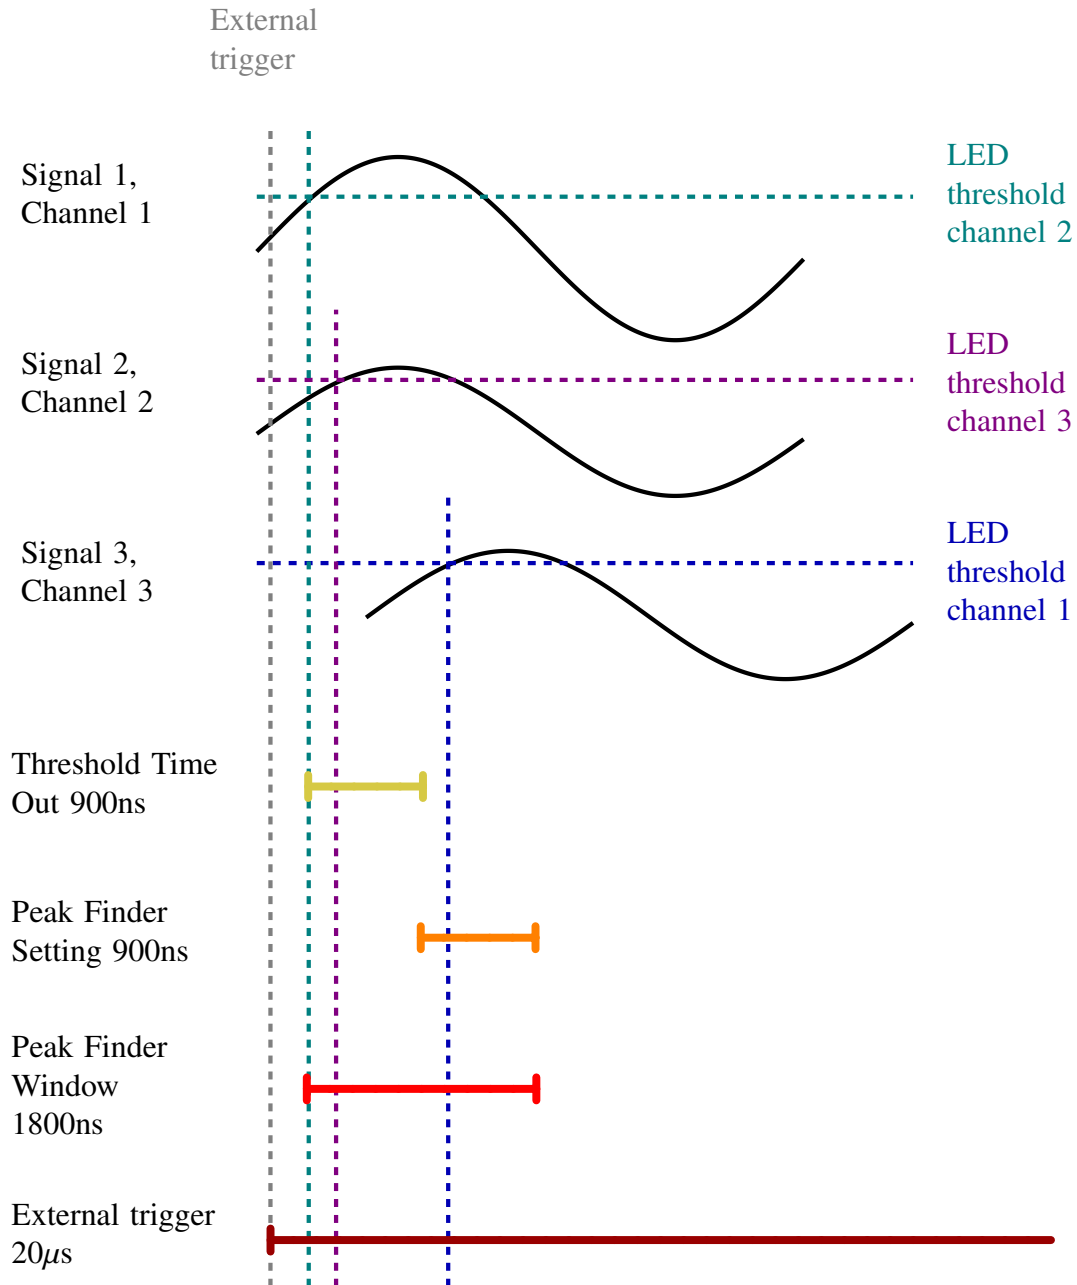 External
trigger
Signal 1,
Channel 1
LED
threshold
channel 2
Signal 2,
Channel 2
LED
threshold
channel 3
Signal 3,
Channel 3
LED
threshold
channel 1
Threshold Time
Out 900ns
Peak Finder
Setting 900ns
Peak Finder
Window
1800ns
External trigger
20μs